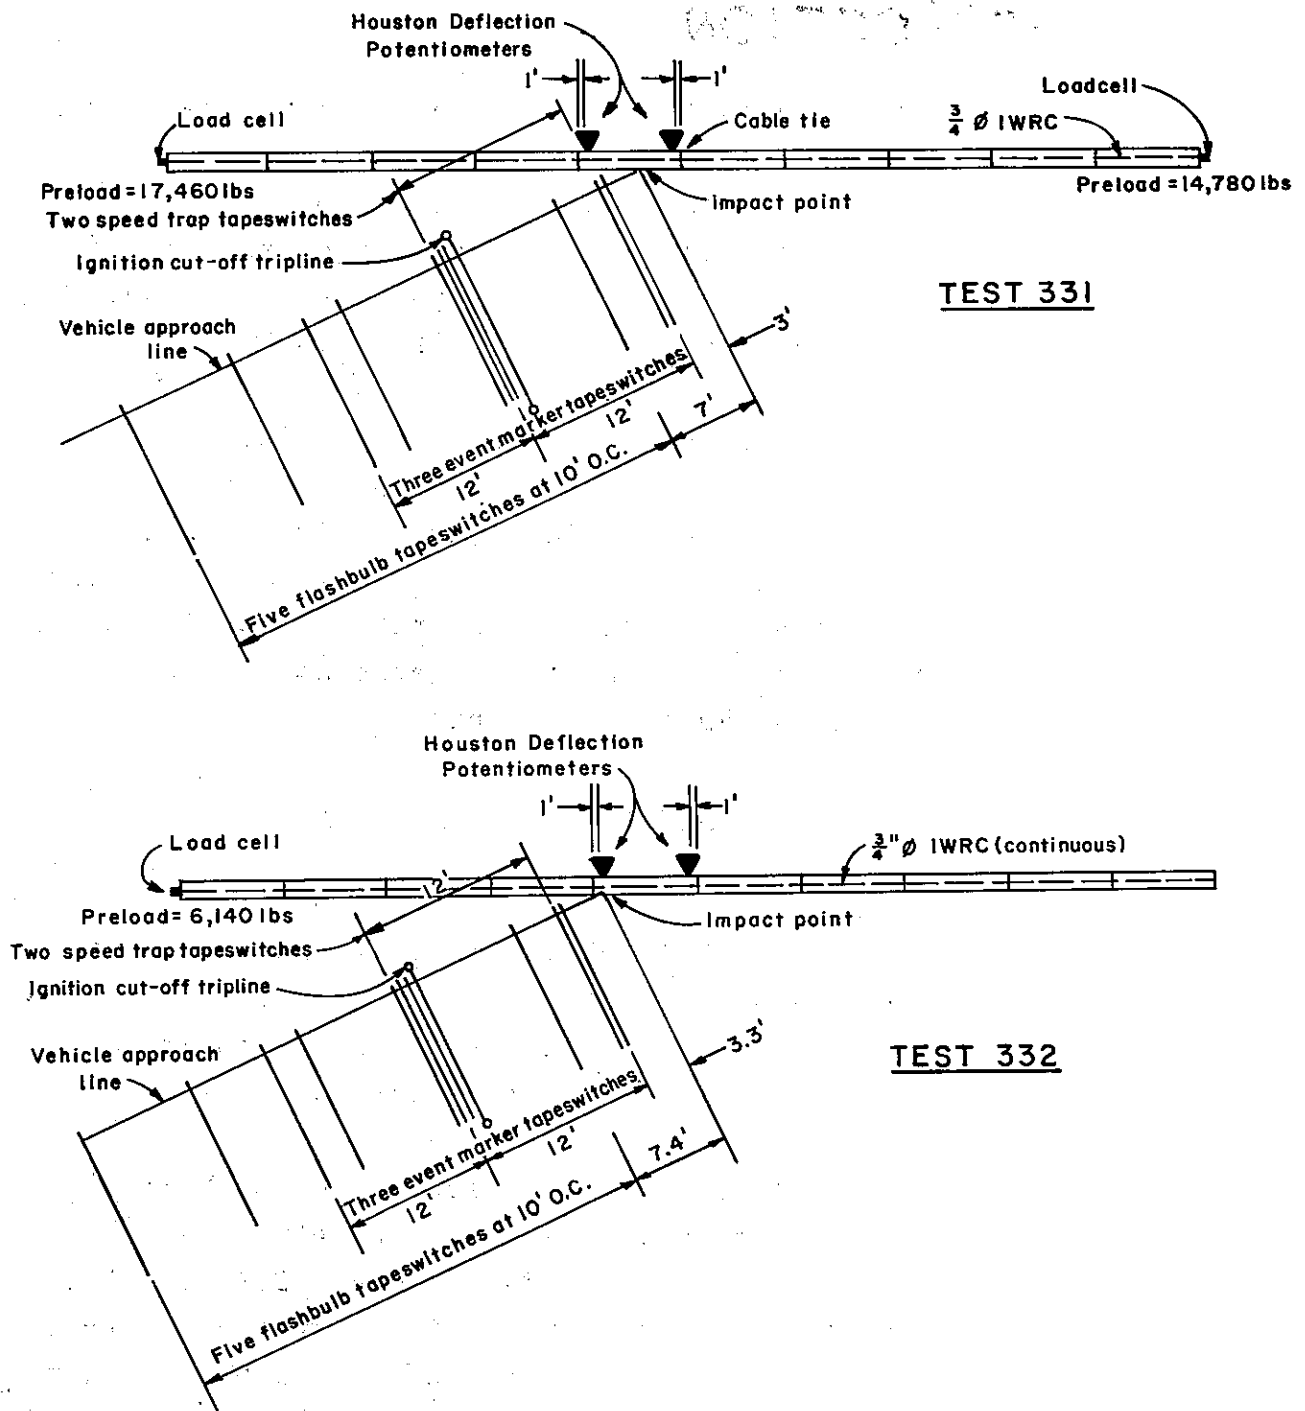 Houston Deflection
Potentiometers
1'
1'
Loadcell
Load cell
Cable tie
3/4 Ø IWRC
Preload=17,460 lbs
Preload=14,780 lbs
Two speed trap tapeswitches
Impact point
Ignition cut-off tripline
TEST 331
Vehicle approach
line
3'
Three event marker tapeswitches
12'
12'
7'
Five flashbulb tapeswitches at 10' O.C.
Houston Deflection
Potentiometers
1'
1'
Load cell
3/4" Ø IWRC (continuous)
12'
Preload= 6,140 lbs
Impact point
Two speed trap tapeswitches
Ignition cut-off tripline
Vehicle approach
line
3.3'
TEST 332
Three event marker tapeswitches
12'
12'
7.4'
Five flashbulb tapeswitches at 10' O.C.